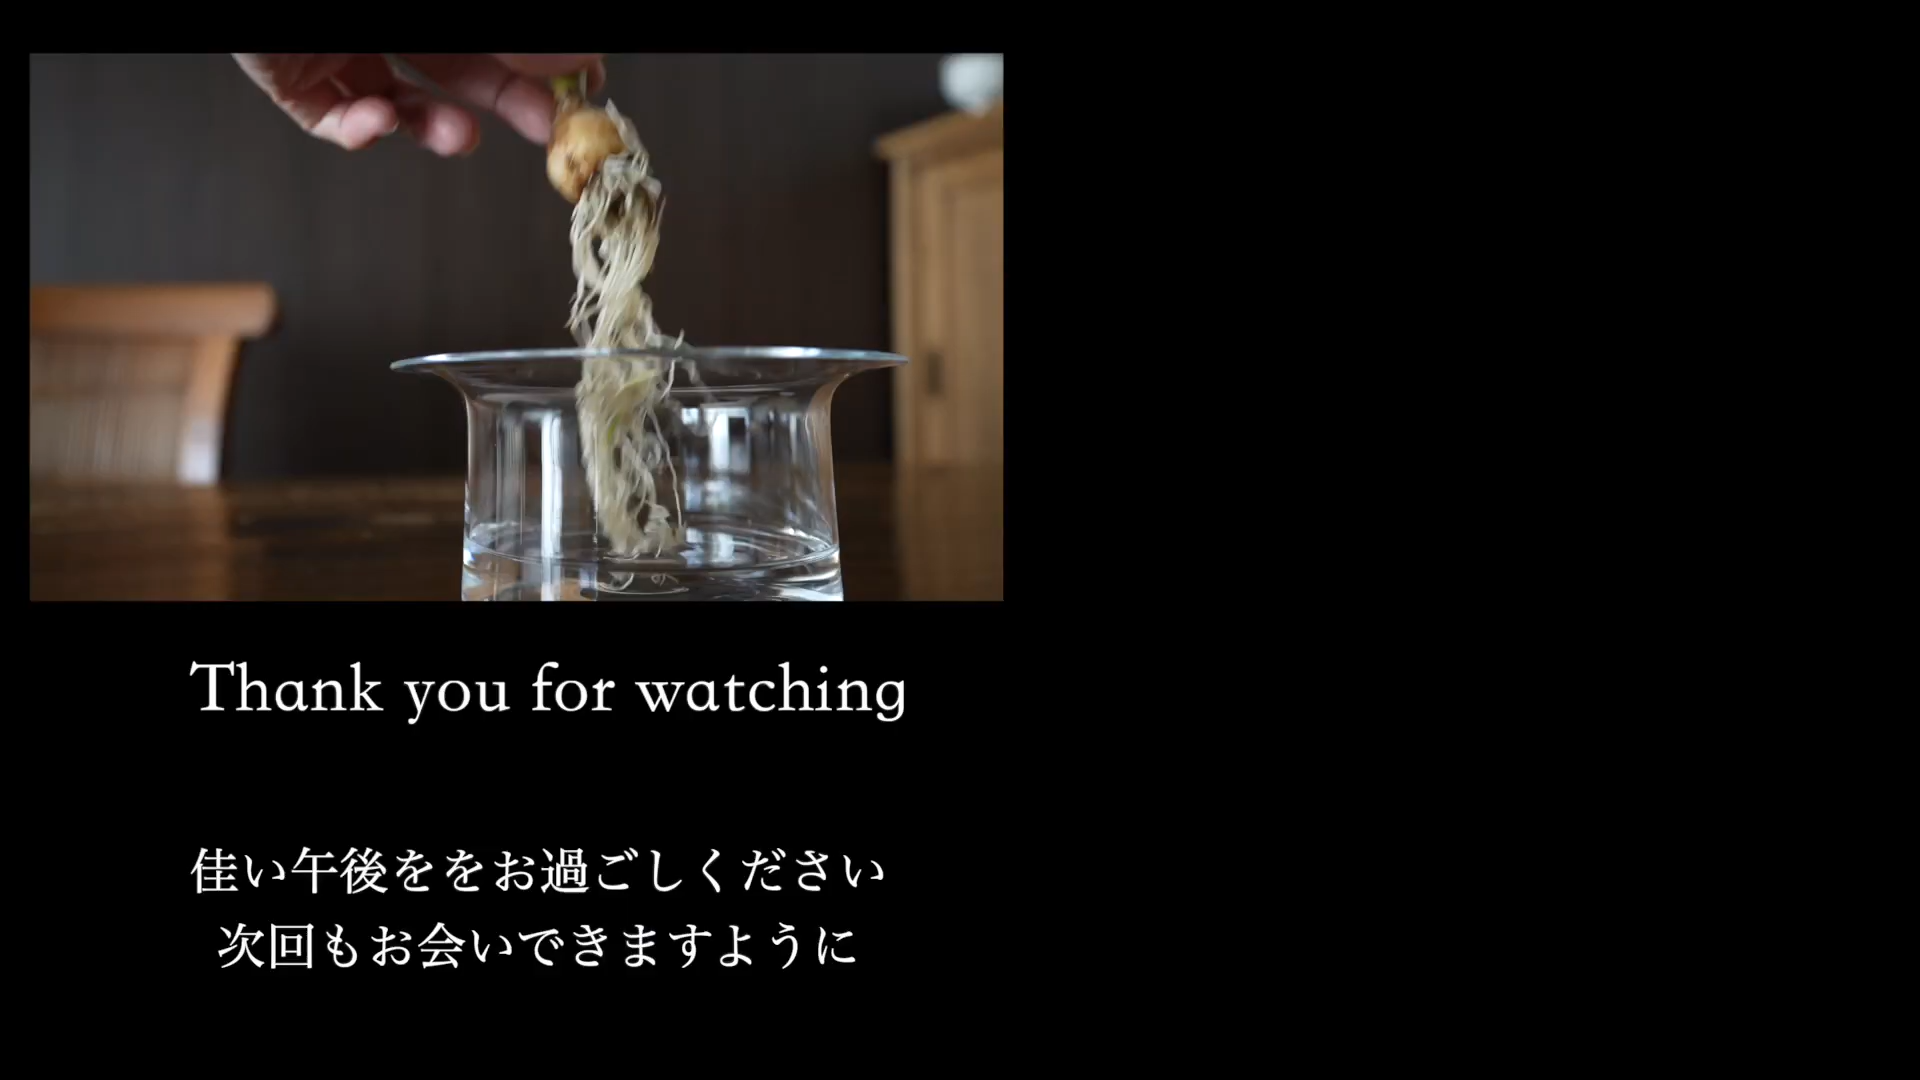 Thank you for watching
佳い午後ををお過ごしください
次回もお会いできますように